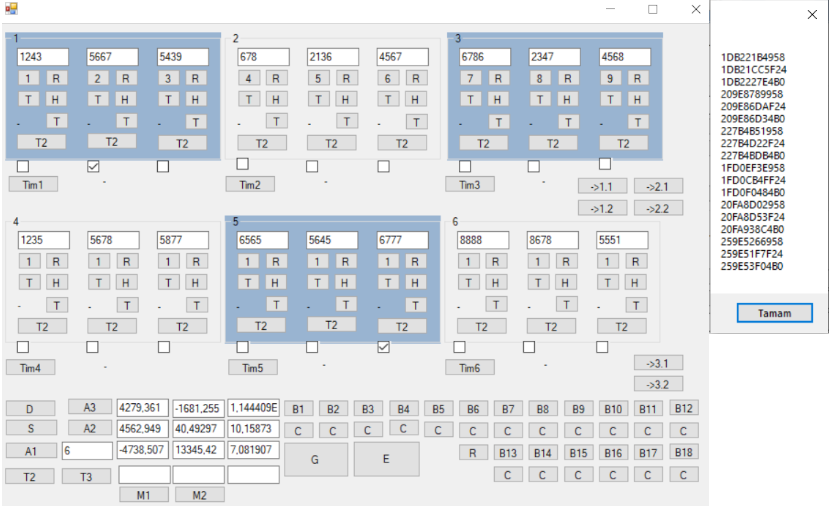 1 2 3
1243 5667 5439 678 2136 4567 6786 2347 4568
1 R 2 R 3 R 4 R 5 R 6 R 7 R 8 R 9 R
T H T H T H T H T H T H T H T H T H
- T - T - T - T - T - T - T - T - T
T2 T2 T2 T2 T2 T2 T2 T2 T2
Tim1 - Tim2 - Tim3 - ->1.1 ->2.1
->1.2 ->2.2
4 5 6
1235 5678 5877 6565 5645 6777 8888 8678 5551
1 R 1 R 1 R 1 R 1 R 1 R 1 R 1 R 1 R
T H T H T H T H T H T H T H T H T H
- T - T - T - T - T - T - T - T - T
T2 T2 T2 T2 T2 T2 T2 T2 T2
Tim4 - Tim5 - Tim6 - ->3.1
->3.2
D A3 4279,361 -1681,255 1,144409E B1 B2 B3 B4 B5 B6 B7 B8 B9 B10 B11 B12
S A2 4562,949 40,49297 10,15873 C C C C C C C C C C C C
A1 6 -4738,507 13345,42 7,081907 G E R B13 B14 B15 B16 B17 B18
T2 T3 C C C C C C
M1 M2
1DB221B4958
1DB21CC5F24
1DB2227E4B0
209E8789958
209E86DAF24
209E86D34B0
227B4B51958
227B4D22F24
227B4BDB4B0
1FD0EF3E958
1FD0CB4FF24
1FD0F0484B0
20FA8D02958
20FA8D53F24
20FA938C4B0
259E5266958
259E51F7F24
259E53F04B0
Tamam